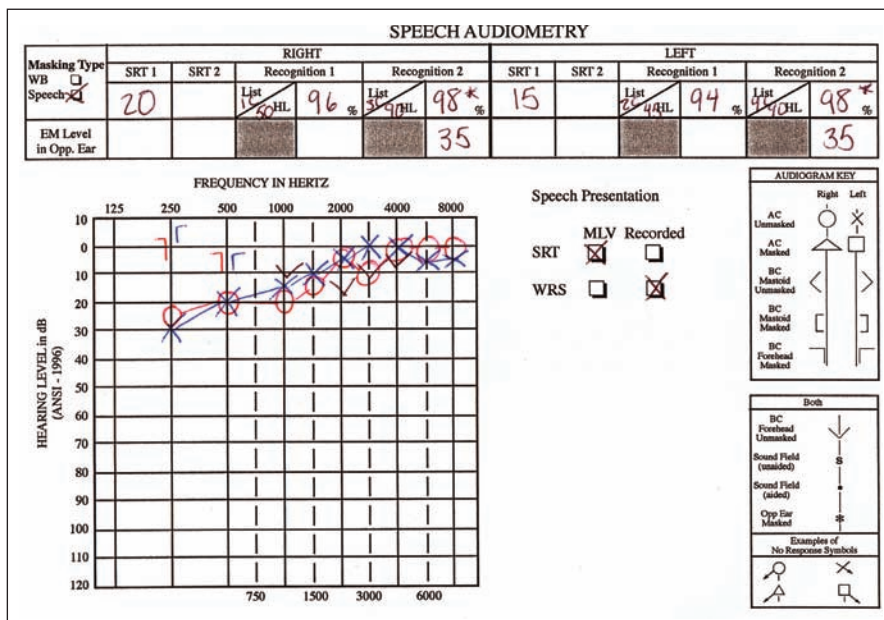 SPEECH AUDIOMETRY
Masking Type
WB
Speech
RIGHT
LEFT
SRT 1 SRT 2 Recognition 1 Recognition 2 SRT 1 SRT 2 Recognition 1 Recognition 2
20 List 50 HL 96 % List 90 HL 98* % 15 List 45 HL 94 % List 90 HL 98* %
EM Level
in Opp. Ear
35 35
FREQUENCY IN HERTZ
125 250 500 1000 2000 4000 8000
HEARING LEVEL in dB
(ANSI - 1996)
10
0
10
20
30
40
50
60
70
80
90
100
110
120
750 1500 3000 6000
Speech Presentation
MLV Recorded
SRT
WRS
AUDIOGRAM KEY
Right Left
AC
Unmasked
AC
Masked
BC
Mastoid
Unmasked
BC
Mastoid
Masked
BC
Forehead
Masked
Both
BC
Forehead
Unmasked
Sound Field
(unaided)
S
Sound Field
(aided)
Opp Ear
Masked
*
Examples of
No Response Symbols